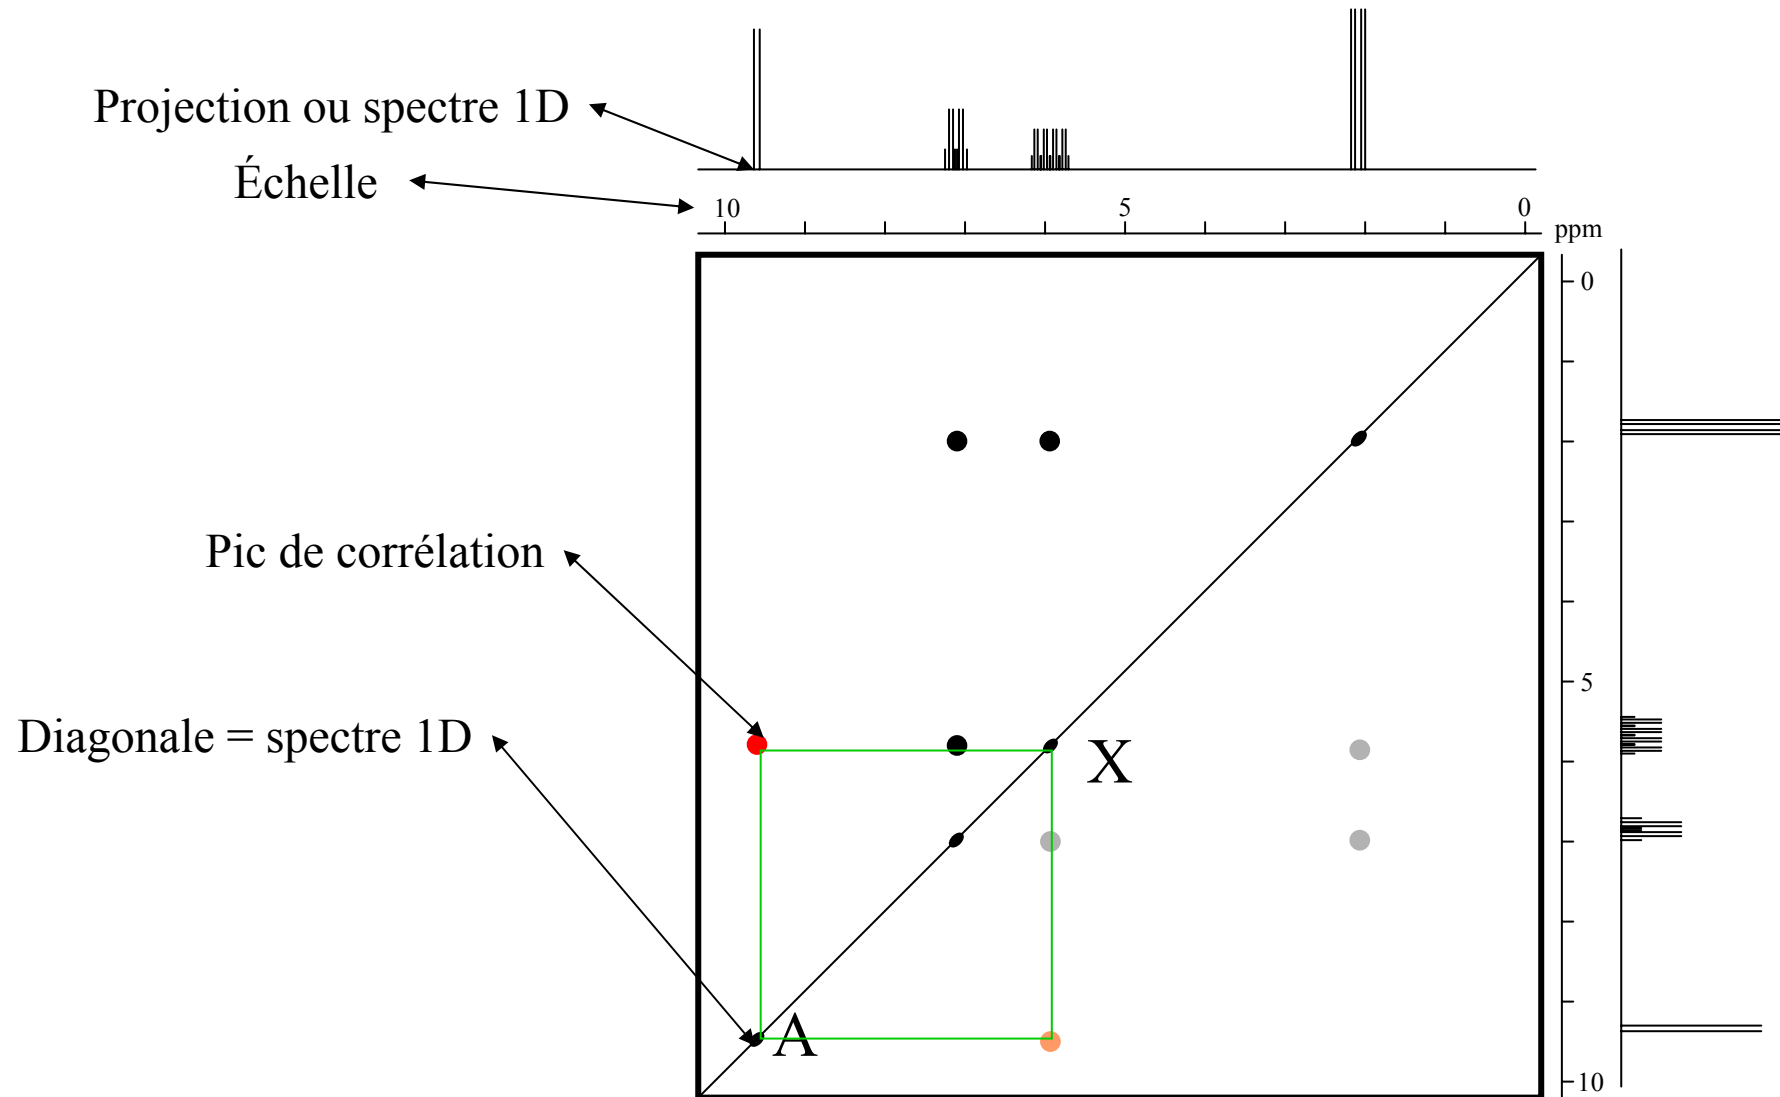 Projection ou spectre 1D
Échelle
10 5 0
ppm
0
Pic de corrélation
5
Diagonale = spectre 1D
X
A
10